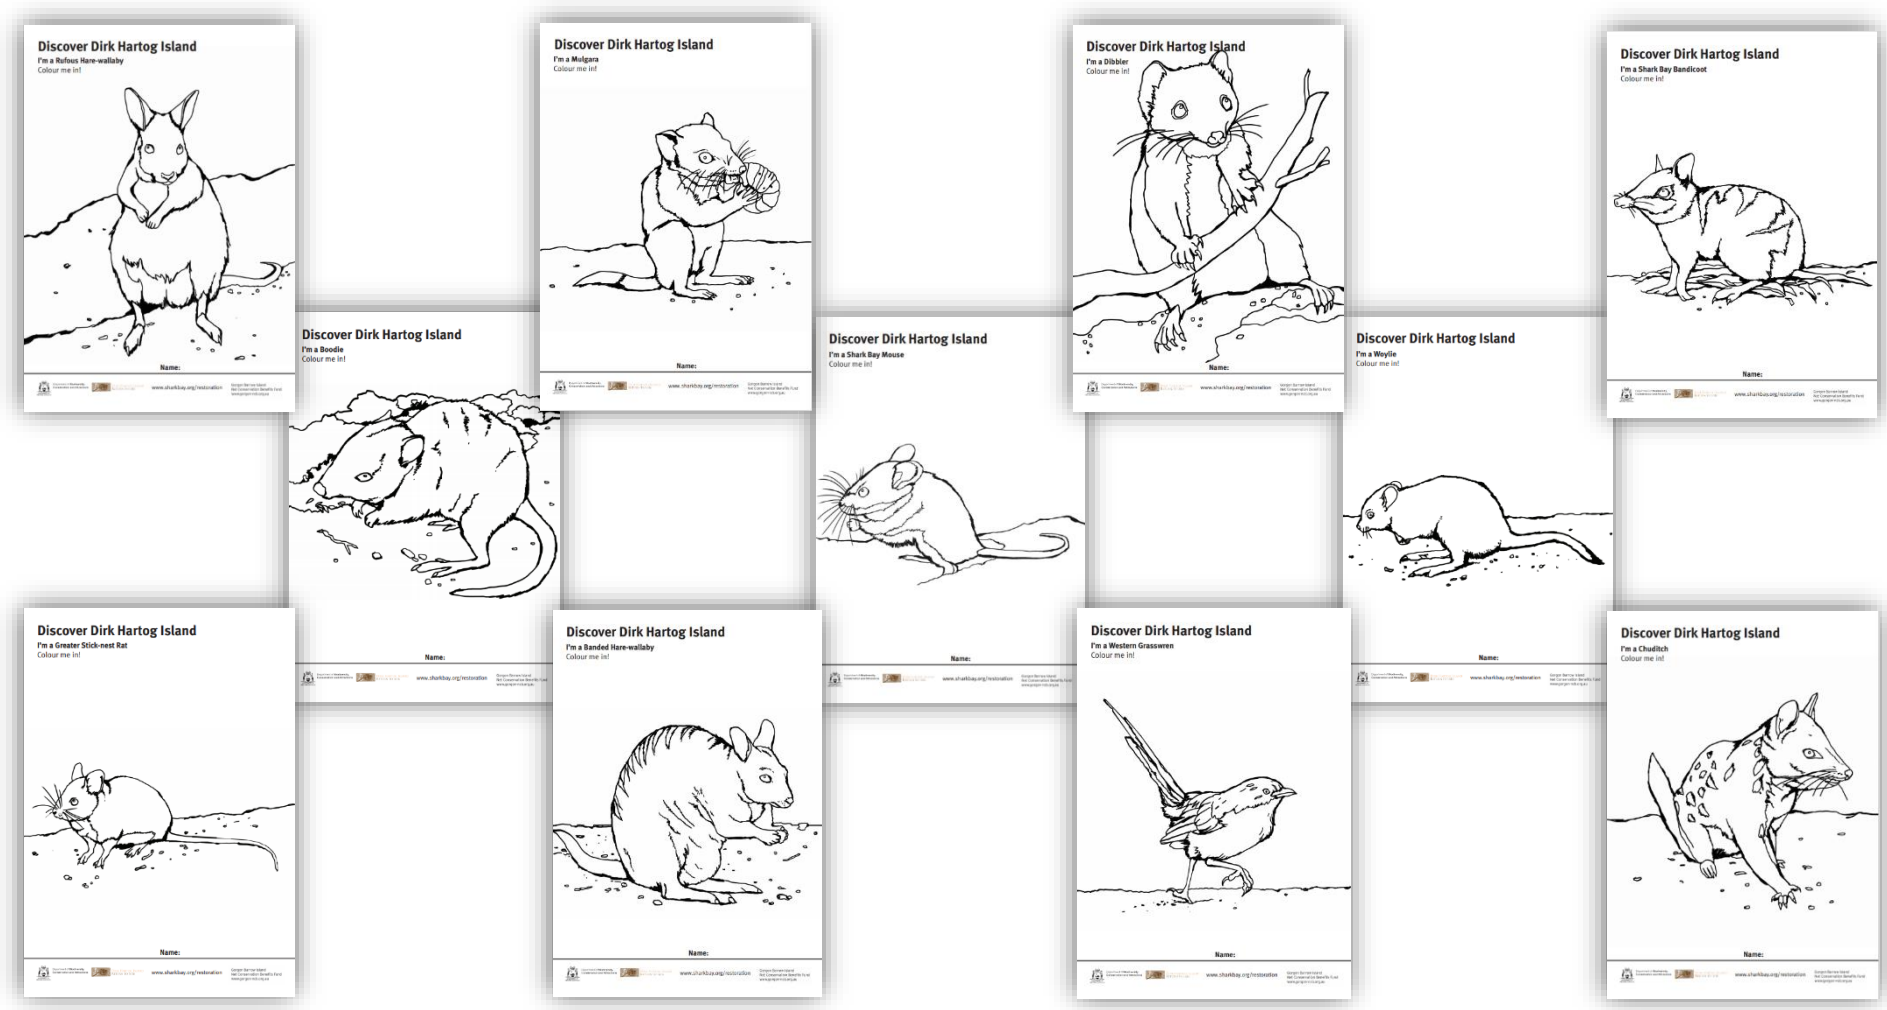 Discover Dirk Hartog Island
I'm a Rufous Hare-wallaby
Colour me in!
Name:
www.sharkbay.org/restoration
Discover Dirk Hartog Island
I'm a Mulgara
Colour me in!
Name:
www.sharkbay.org/restoration
Discover Dirk Hartog Island
I'm a Dibbler
Colour me in!
Name:
www.sharkbay.org/restoration
Discover Dirk Hartog Island
I'm a Shark Bay Bandicoot
Colour me in!
Name:
www.sharkbay.org/restoration
Discover Dirk Hartog Island
I'm a Boodie
Colour me in!
Name:
www.sharkbay.org/restoration
Discover Dirk Hartog Island
I'm a Shark Bay Mouse
Colour me in!
Name:
www.sharkbay.org/restoration
Discover Dirk Hartog Island
I'm a Woylie
Colour me in!
Name:
www.sharkbay.org/restoration
Discover Dirk Hartog Island
I'm a Greater Stick-nest Rat
Colour me in!
Name:
www.sharkbay.org/restoration
Discover Dirk Hartog Island
I'm a Banded Hare-wallaby
Colour me in!
Name:
www.sharkbay.org/restoration
Discover Dirk Hartog Island
I'm a Western Grasswren
Colour me in!
Name:
www.sharkbay.org/restoration
Discover Dirk Hartog Island
I'm a Chuditch
Colour me in!
Name:
www.sharkbay.org/restoration